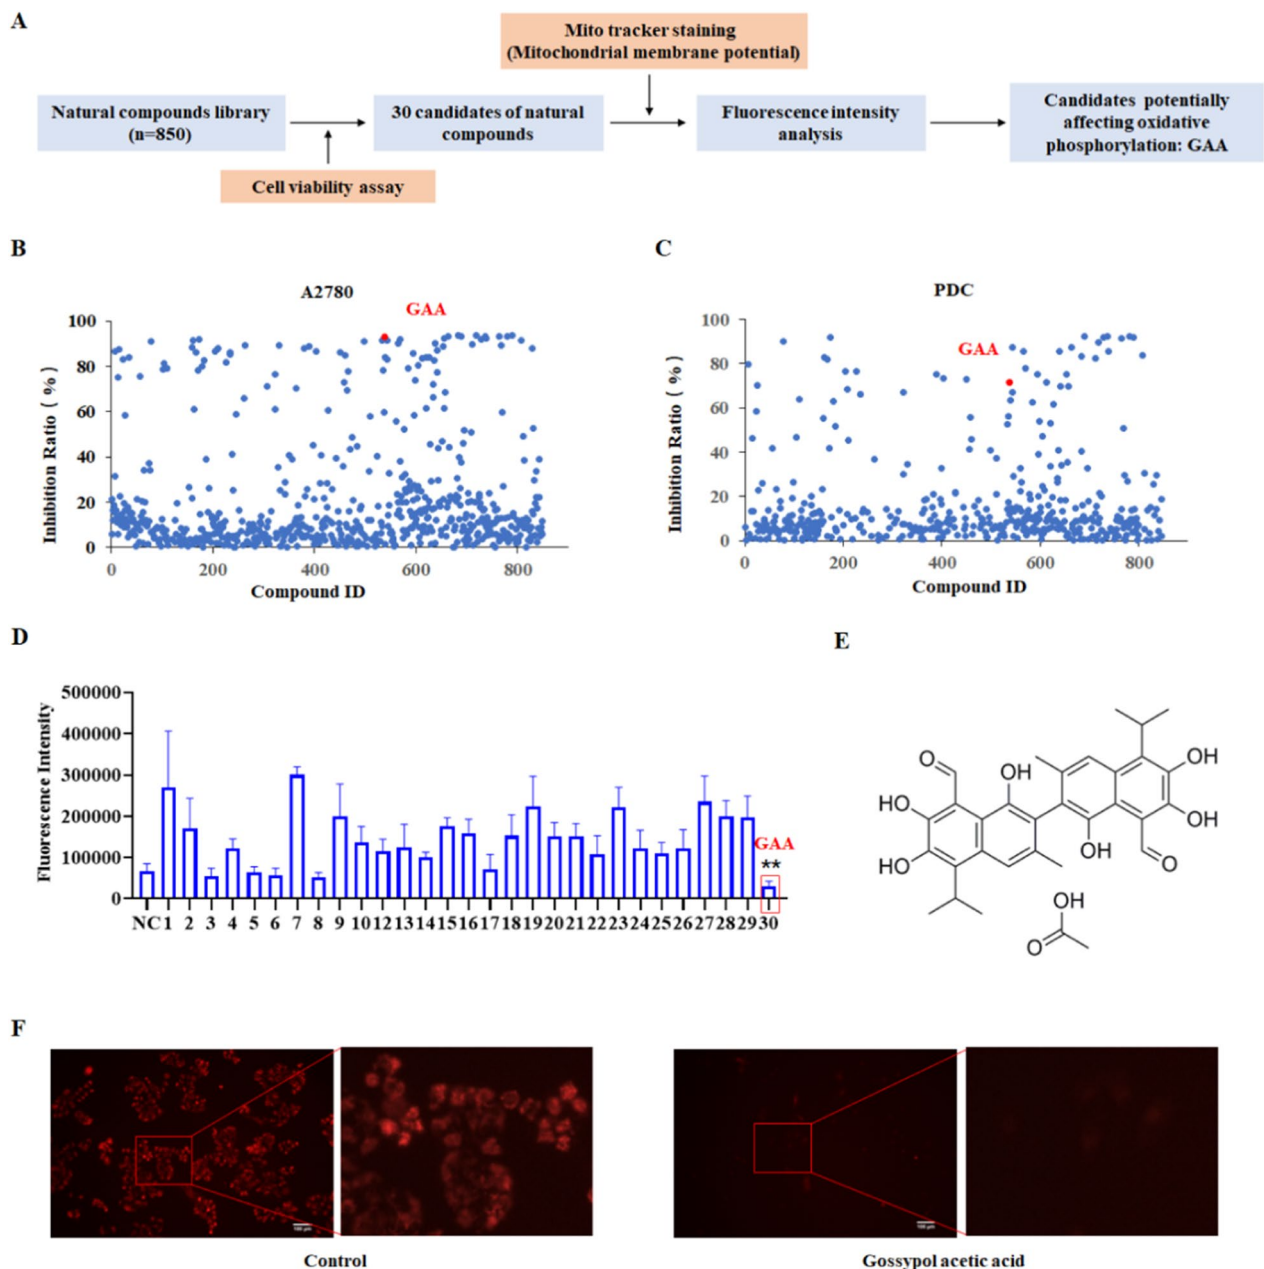 A
Mito tracker staining
(Mitochondrial membrane potential)
Natural compounds library
(n=850)
30 candidates of natural
compounds
Fluorescence intensity
analysis
Candidates potentially
affecting oxidative
phosphorylation: GAA
Cell viability assay
B
A2780
GAA
Inhibition Ratio ( % )
100
80
60
40
20
0
0 200 400 600 800
Compound ID
C
PDC
GAA
Inhibition Ratio ( % )
100
80
60
40
20
0
0 200 400 600 800
Compound ID
D
Fluorescence Intensity
500000
400000
300000
200000
100000
0
GAA
**
NC 1 2 3 4 5 6 7 8 9 10 12 13 14 15 16 17 18 19 20 21 22 23 24 25 26 27 28 29 30
E
O
HO
HO
OH
OH
OH
OH
O
OH
O
F
100 μm
100 μm
Control
Gossypol acetic acid